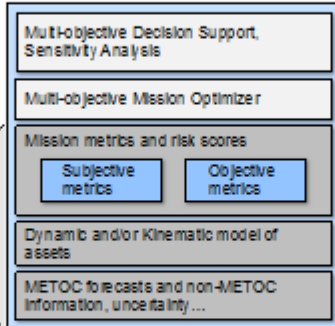 Multi-objective Decision Support,
Sensitivity Analysis
Multi-objective Mission Optimizer
Mission metrics and risk scores
Subjective
metrics
Objective
metrics
Dynamic and/or Kinematic model of
assets
METOC forecasts and non-METOC
information, uncertainty...